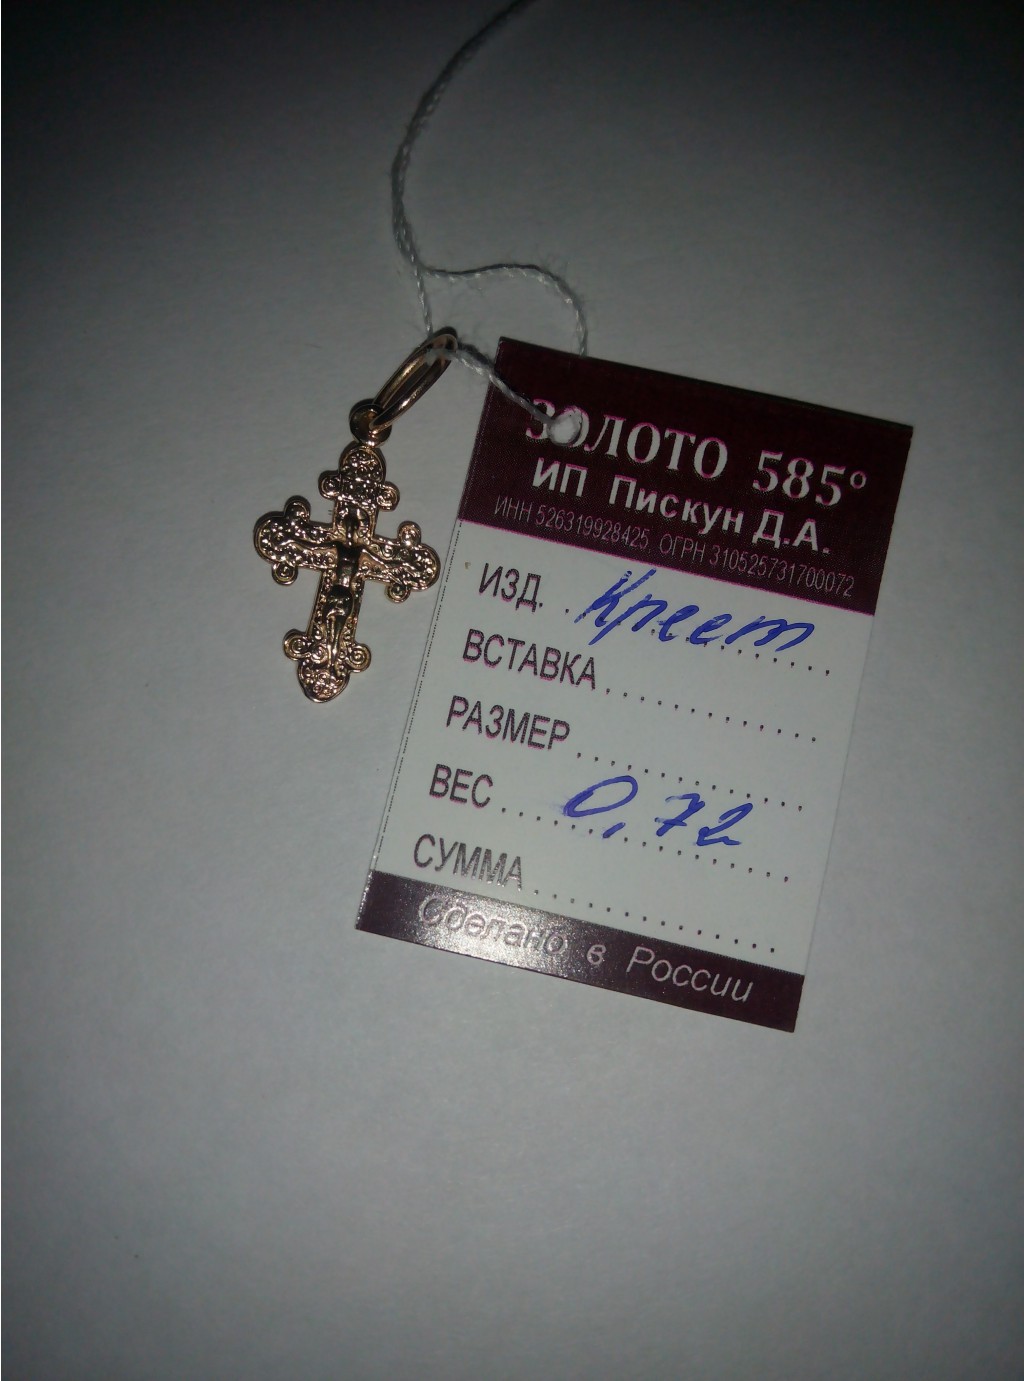 ЗОЛОТО 585°
ИП Пискун Д.А.
ИНН 526319928425, ОГРН 310525731700072
ИЗД. Крест
ВСТАВКА
РАЗМЕР
ВЕС 0,72
СУММА
Сделано в России